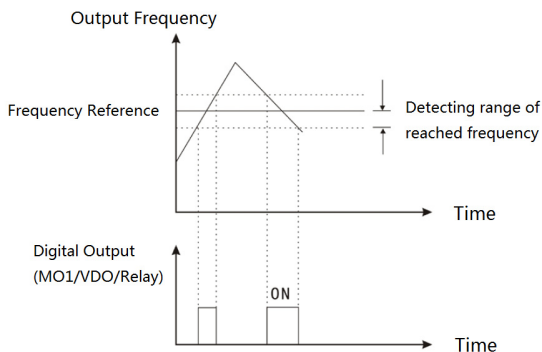 Output Frequency
Frequency Reference
Detecting range of
reached frequency
Time
Digital Output
(MO1/VDO/Relay)
ON
Time